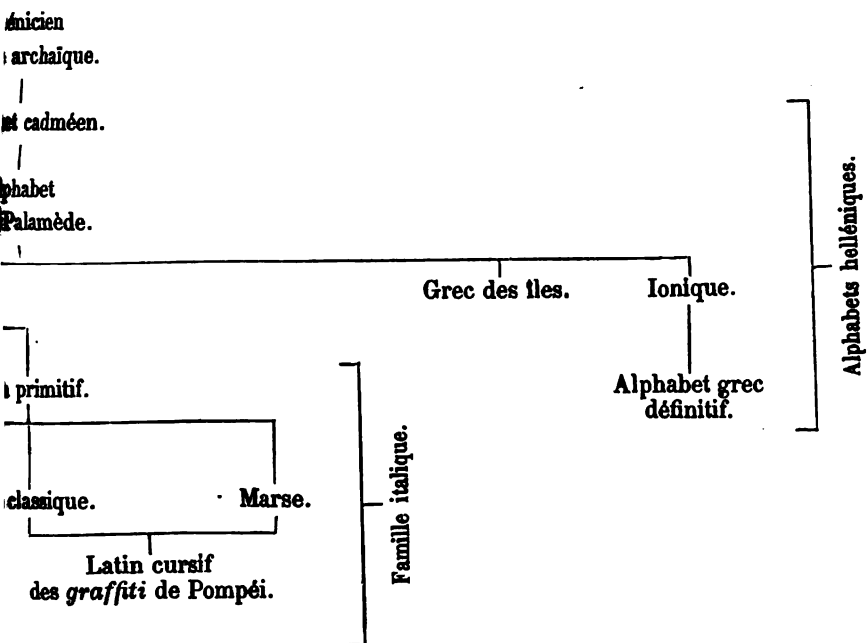 archaïque.
cadméen.
Palamède.
Grec des îles.
Ionique.
Alphabet grec
définitif.
Alphabets helléniques.
primitif.
classique.
Marse.
Latin cursif
des graffiti de Pompéi.
Famille italique.